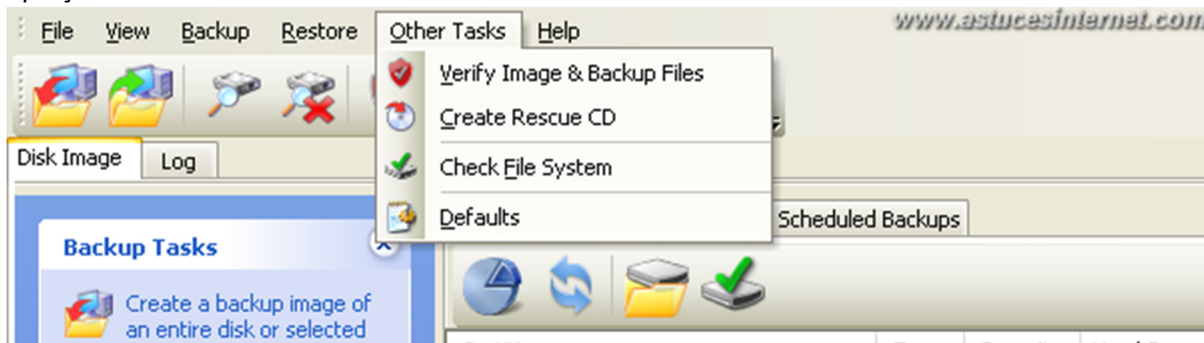 www.astucesinternet.com
File View Backup Restore Other Tasks Help
Verify Image & Backup Files
Create Rescue CD
Check File System
Defaults
Disk Image Log
Scheduled Backups
Backup Tasks
Create a backup image of
an entire disk or selected